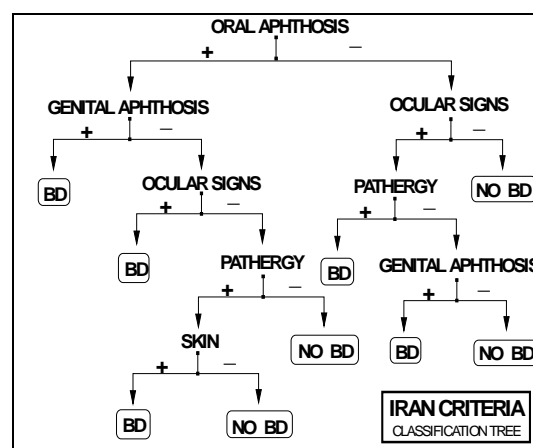 ORAL APHTHOSIS
+ –
GENITAL APHTHOSIS OCULAR SIGNS
+ – + –
BD OCULAR SIGNS PATHERGY NO BD
+ – + –
BD PATHERGY BD GENITAL APHTHOSIS
+ – + –
SKIN NO BD BD NO BD
+ –
BD NO BD
IRAN CRITERIA
CLASSIFICATION TREE